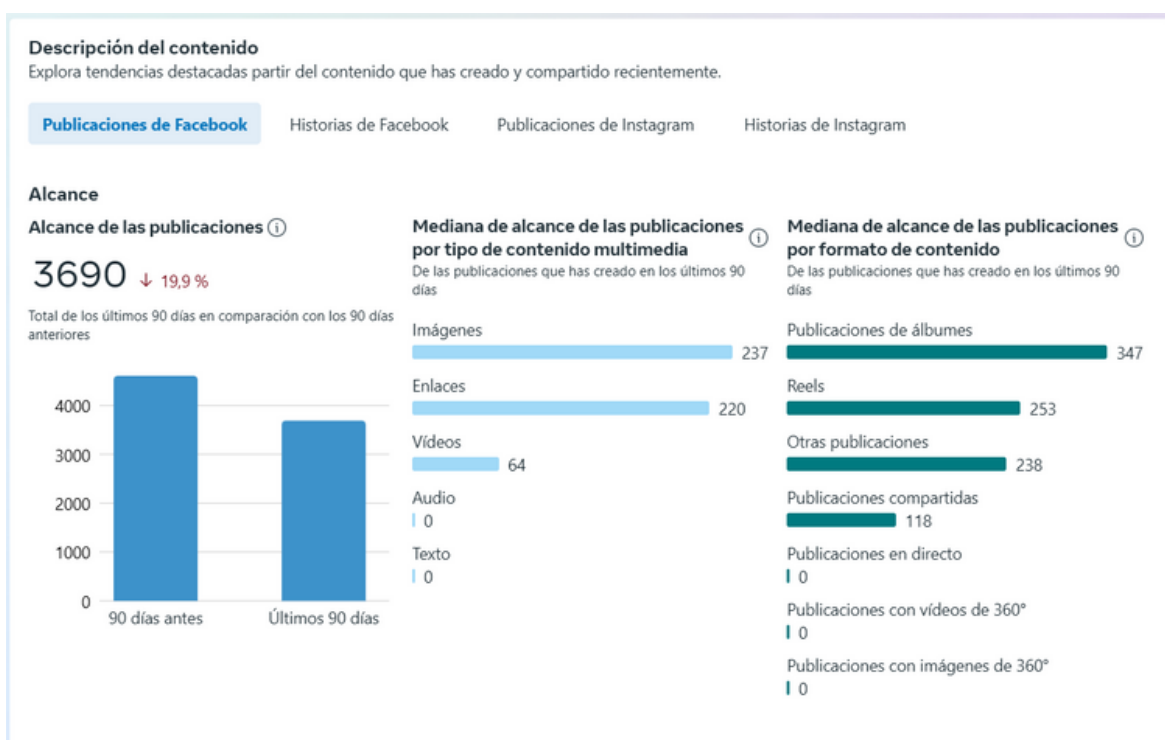 Descripción del contenido
Explora tendencias destacadas partir del contenido que has creado y compartido recientemente.
Publicaciones de Facebook
Historias de Facebook
Publicaciones de Instagram
Historias de Instagram
Alcance
Alcance de las publicaciones
3690 ↓ 19,9 %
Total de los últimos 90 días en comparación con los 90 días
anteriores
4000
3000
2000
1000
0
90 días antes
Últimos 90 días
Mediana de alcance de las publicaciones
por tipo de contenido multimedia
De las publicaciones que has creado en los últimos 90
días
Imágenes
237
Enlaces
220
Vídeos
64
Audio
0
Texto
0
Mediana de alcance de las publicaciones
por formato de contenido
De las publicaciones que has creado en los últimos 90
días
Publicaciones de álbumes
347
Reels
253
Otras publicaciones
238
Publicaciones compartidas
118
Publicaciones en directo
0
Publicaciones con vídeos de 360°
0
Publicaciones con imágenes de 360°
0